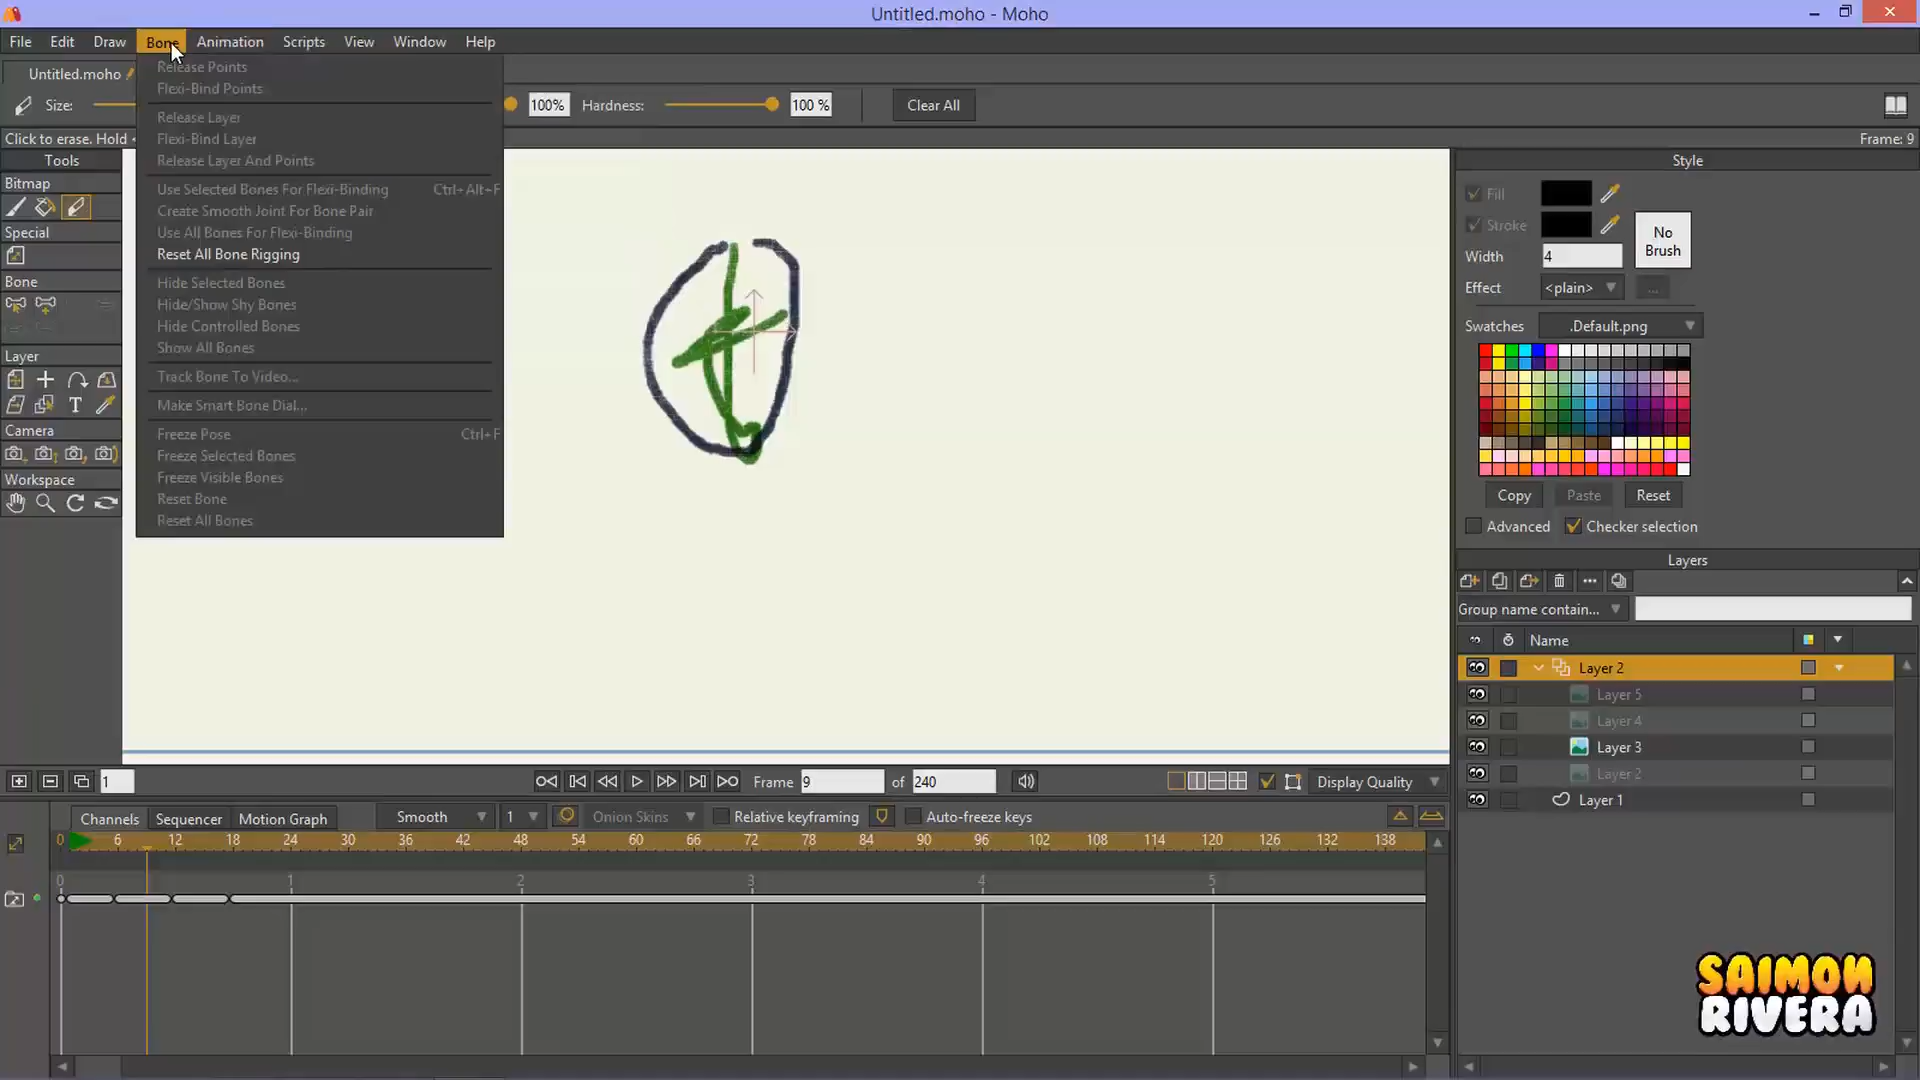 Untitled.moho - Moho
File Edit Draw Bone Animation Scripts View Window Help
Untitled.moho
Size: 100% Hardness: 100 % Clear All
Click to erase. Hold Frame: 9
Tools
Bitmap
Special
Bone
Layer
T
Camera
Workspace
Release Points
Flexi-Bind Points
Release Layer
Flexi-Bind Layer
Release Layer And Points
Use Selected Bones For Flexi-Binding Ctrl+Alt+F
Create Smooth Joint For Bone Pair
Use All Bones For Flexi-Binding
Reset All Bone Rigging
Hide Selected Bones
Hide/Show Shy Bones
Hide Controlled Bones
Show All Bones
Track Bone To Video...
Make Smart Bone Dial...
Freeze Pose Ctrl+F
Freeze Selected Bones
Freeze Visible Bones
Reset Bone
Reset All Bones
Style
Fill
Stroke
No
Brush
Width 4
Effect <plain> ...
Swatches .Default.png
Copy Paste Reset
Advanced Checker selection
Layers
Group name contain...
Name
Layer 2
Layer 5
Layer 4
Layer 3
Layer 2
Layer 1
1 Frame 9 of 240 Display Quality
Channels Sequencer Motion Graph Smooth 1 Onion Skins Relative keyframing Auto-freeze keys
0 6 12 18 24 30 36 42 48 54 60 66 72 78 84 90 96 102 108 114 120 126 132 138
0 1 2 3 4 5
SAIMON
RIVERA